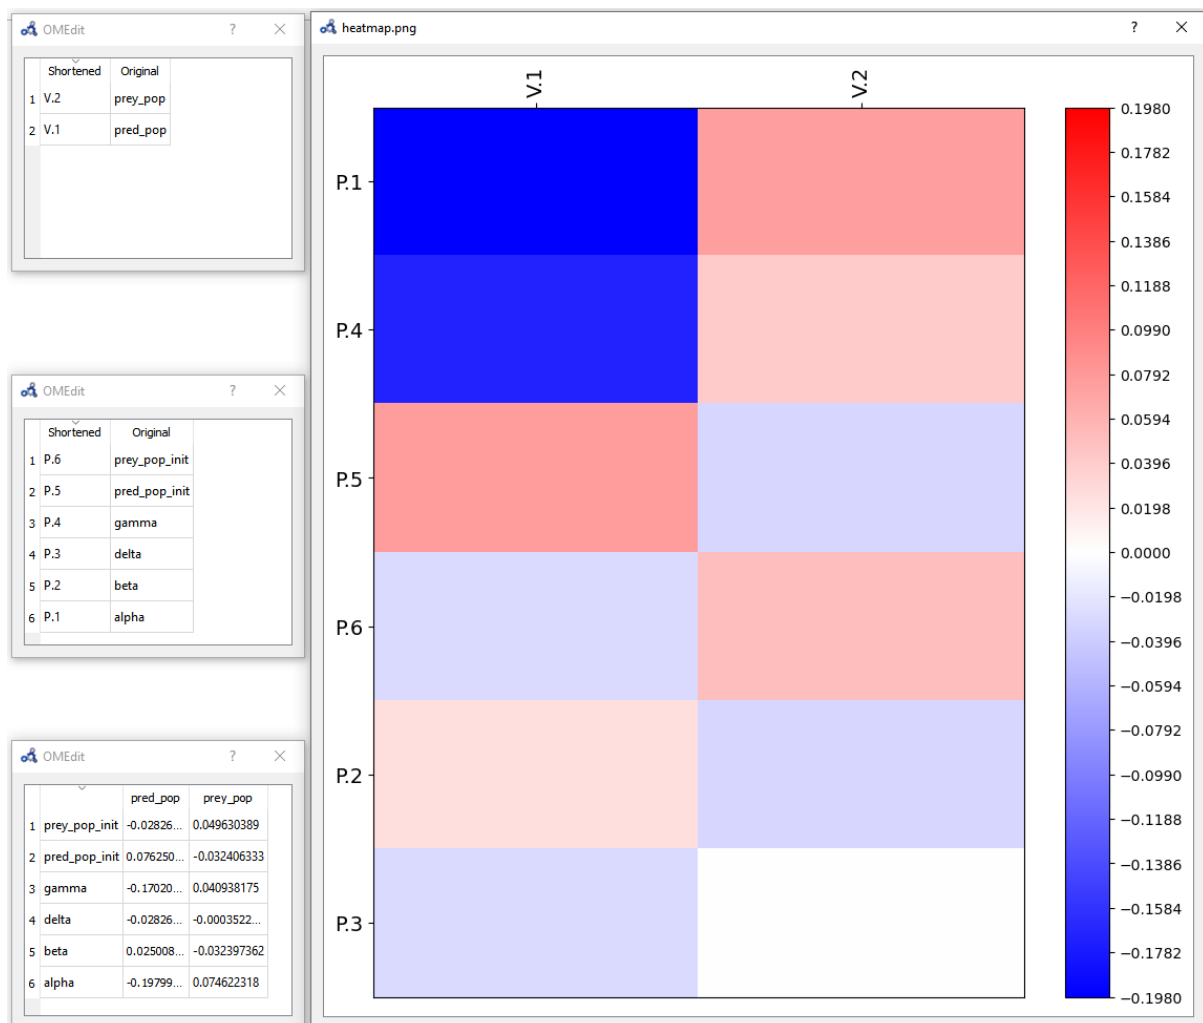 OMEdit ? ×
Shortened Original
1 V.2 prey_pop
2 V.1 pred_pop
OMEdit ? ×
Shortened Original
1 P.6 prey_pop_init
2 P.5 pred_pop_init
3 P.4 gamma
4 P.3 delta
5 P.2 beta
6 P.1 alpha
OMEdit ? ×
pred_pop prey_pop
1 prey_pop_init -0.02826... 0.049630389
2 pred_pop_init 0.076250... -0.032406333
3 gamma -0.17020... 0.040938175
4 delta -0.02826... -0.0003522...
5 beta 0.025008... -0.032397362
6 alpha -0.19799... 0.074622318
heatmap.png ? ×
V.1 V.2
P.1
P.4
P.5
P.6
P.2
P.3
0.1980
0.1782
0.1584
0.1386
0.1188
0.0990
0.0792
0.0594
0.0396
0.0198
0.0000
−0.0198
−0.0396
−0.0594
−0.0792
−0.0990
−0.1188
−0.1386
−0.1584
−0.1782
−0.1980